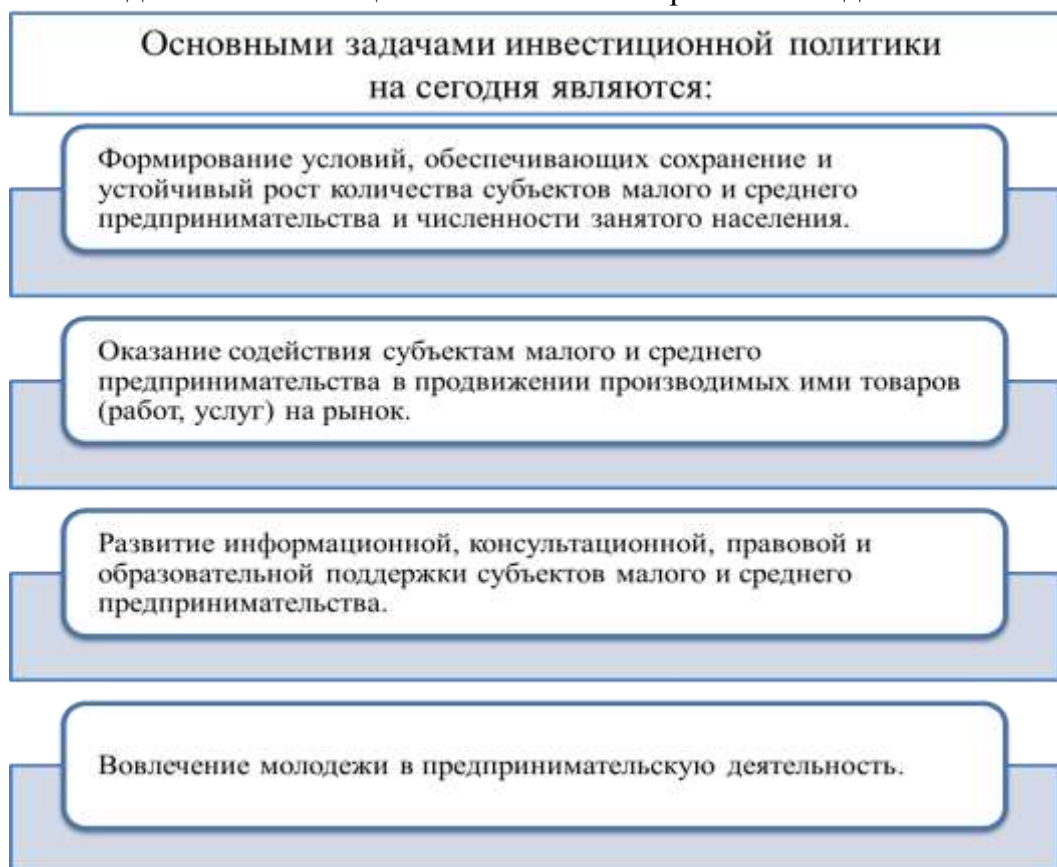 Основными задачами инвестиционной политики
на сегодня являются:
Формирование условий, обеспечивающих сохранение и
устойчивый рост количества субъектов малого и среднего
предпринимательства и численности занятого населения.
Оказание содействия субъектам малого и среднего
предпринимательства в продвижении производимых ими товаров
(работ, услуг) на рынок.
Развитие информационной, консультационной, правовой и
образовательной поддержки субъектов малого и среднего
предпринимательства.
Вовлечение молодежи в предпринимательскую деятельность.